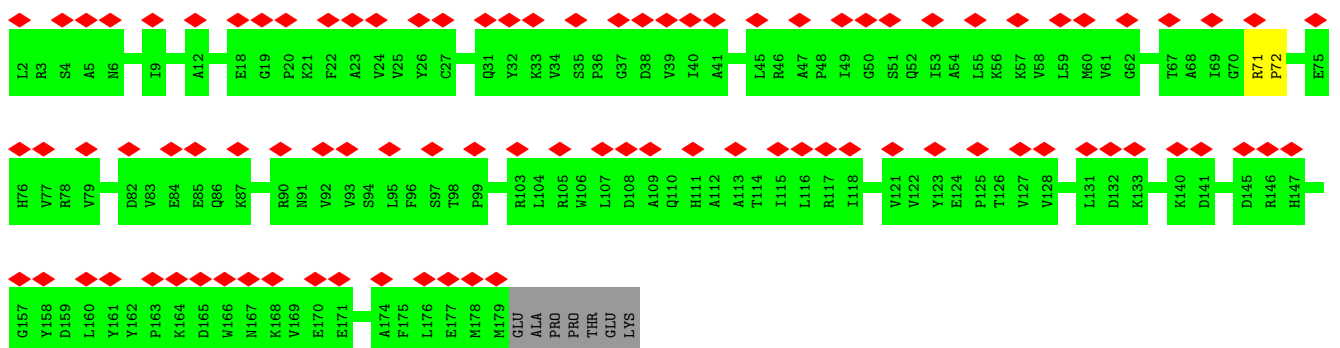 L2 R3 S4 A5 N6 I9 A12 E18 G19 P20 K21 F22 A23 V24 V25 Y26 C27 Q31 Y32 K33 V34 S35 P36 G37 D38 V39 I40 A41 L45 R46 A47 P48 I49 G50 S51 Q52 I53 A54 L55 K56 K57 V58 L59 M60 V61 G62 T67 A68 I69 G70 R71 P72 E75
H76 V77 R78 V79 D82 V83 E84 E85 Q86 K87 R90 N91 V92 V93 S94 L95 F96 S97 T98 P99 R103 L104 R105 W106 L107 D108 A109 Q110 H111 A112 A113 T114 I115 L116 R117 I118 V121 V122 Y123 E124 P125 T126 V127 V128 L131 D132 K133 K140 D141 D145 R146 H147
G157 Y158 D159 L160 Y161 Y162 P163 K164 D165 W166 N167 K168 V169 E170 E171 A174 F175 L176 E177 M178 M179 GLU ALA PRO PRO THR GLU LYS